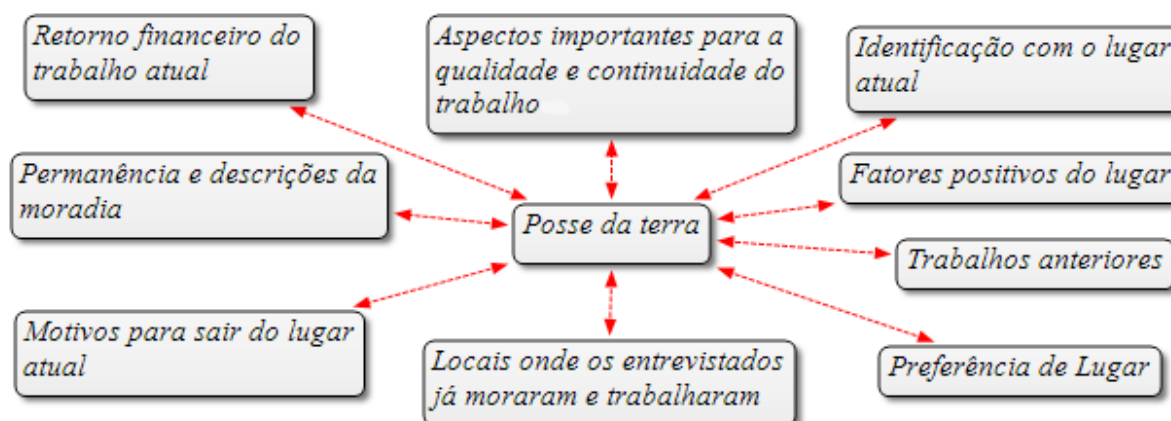 Retorno financeiro do
trabalho atual
Aspectos importantes para a
qualidade e continuidade do
trabalho
Identificação com o lugar
atual
Permanência e descrições da
moradia
Fatores positivos do lugar
Posse da terra
Trabalhos anteriores
Motivos para sair do lugar
atual
Locais onde os entrevistados
já moraram e trabalharam
Preferência de Lugar